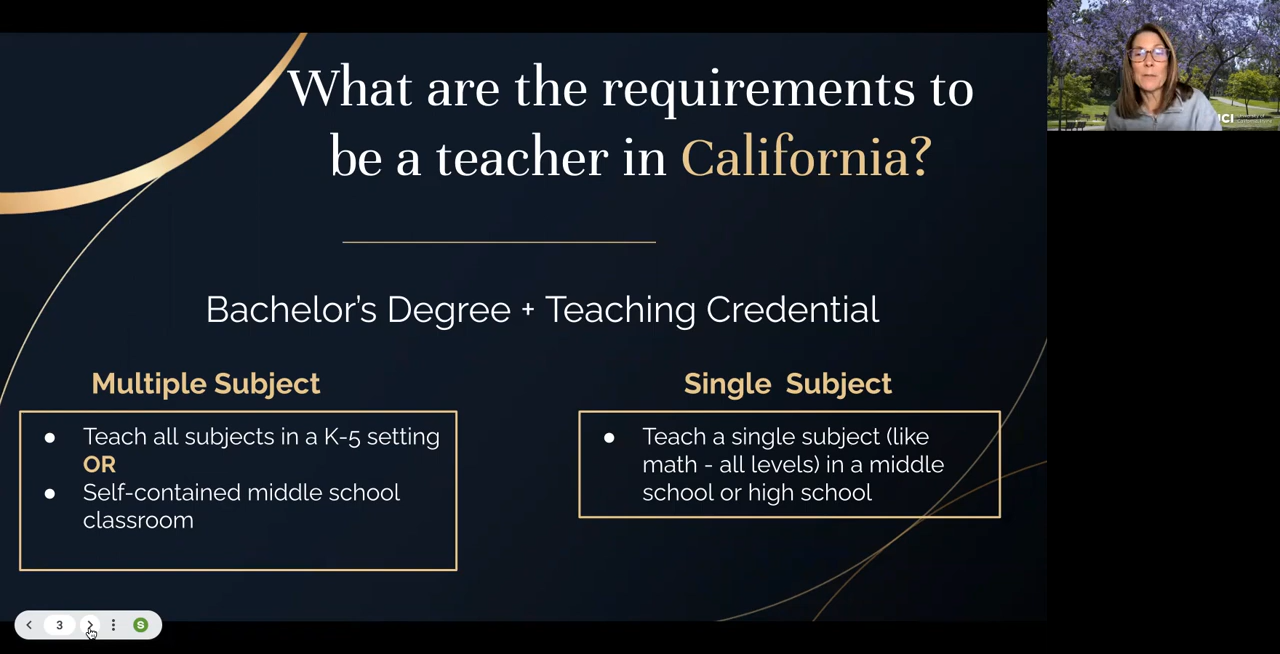 What are the requirements to
be a teacher in California?
Bachelor's Degree + Teaching Credential
Multiple Subject
● Teach all subjects in a K-5 setting
OR
● Self-contained middle school
classroom
Single Subject
● Teach a single subject (like
math - all levels) in a middle
school or high school
3
S